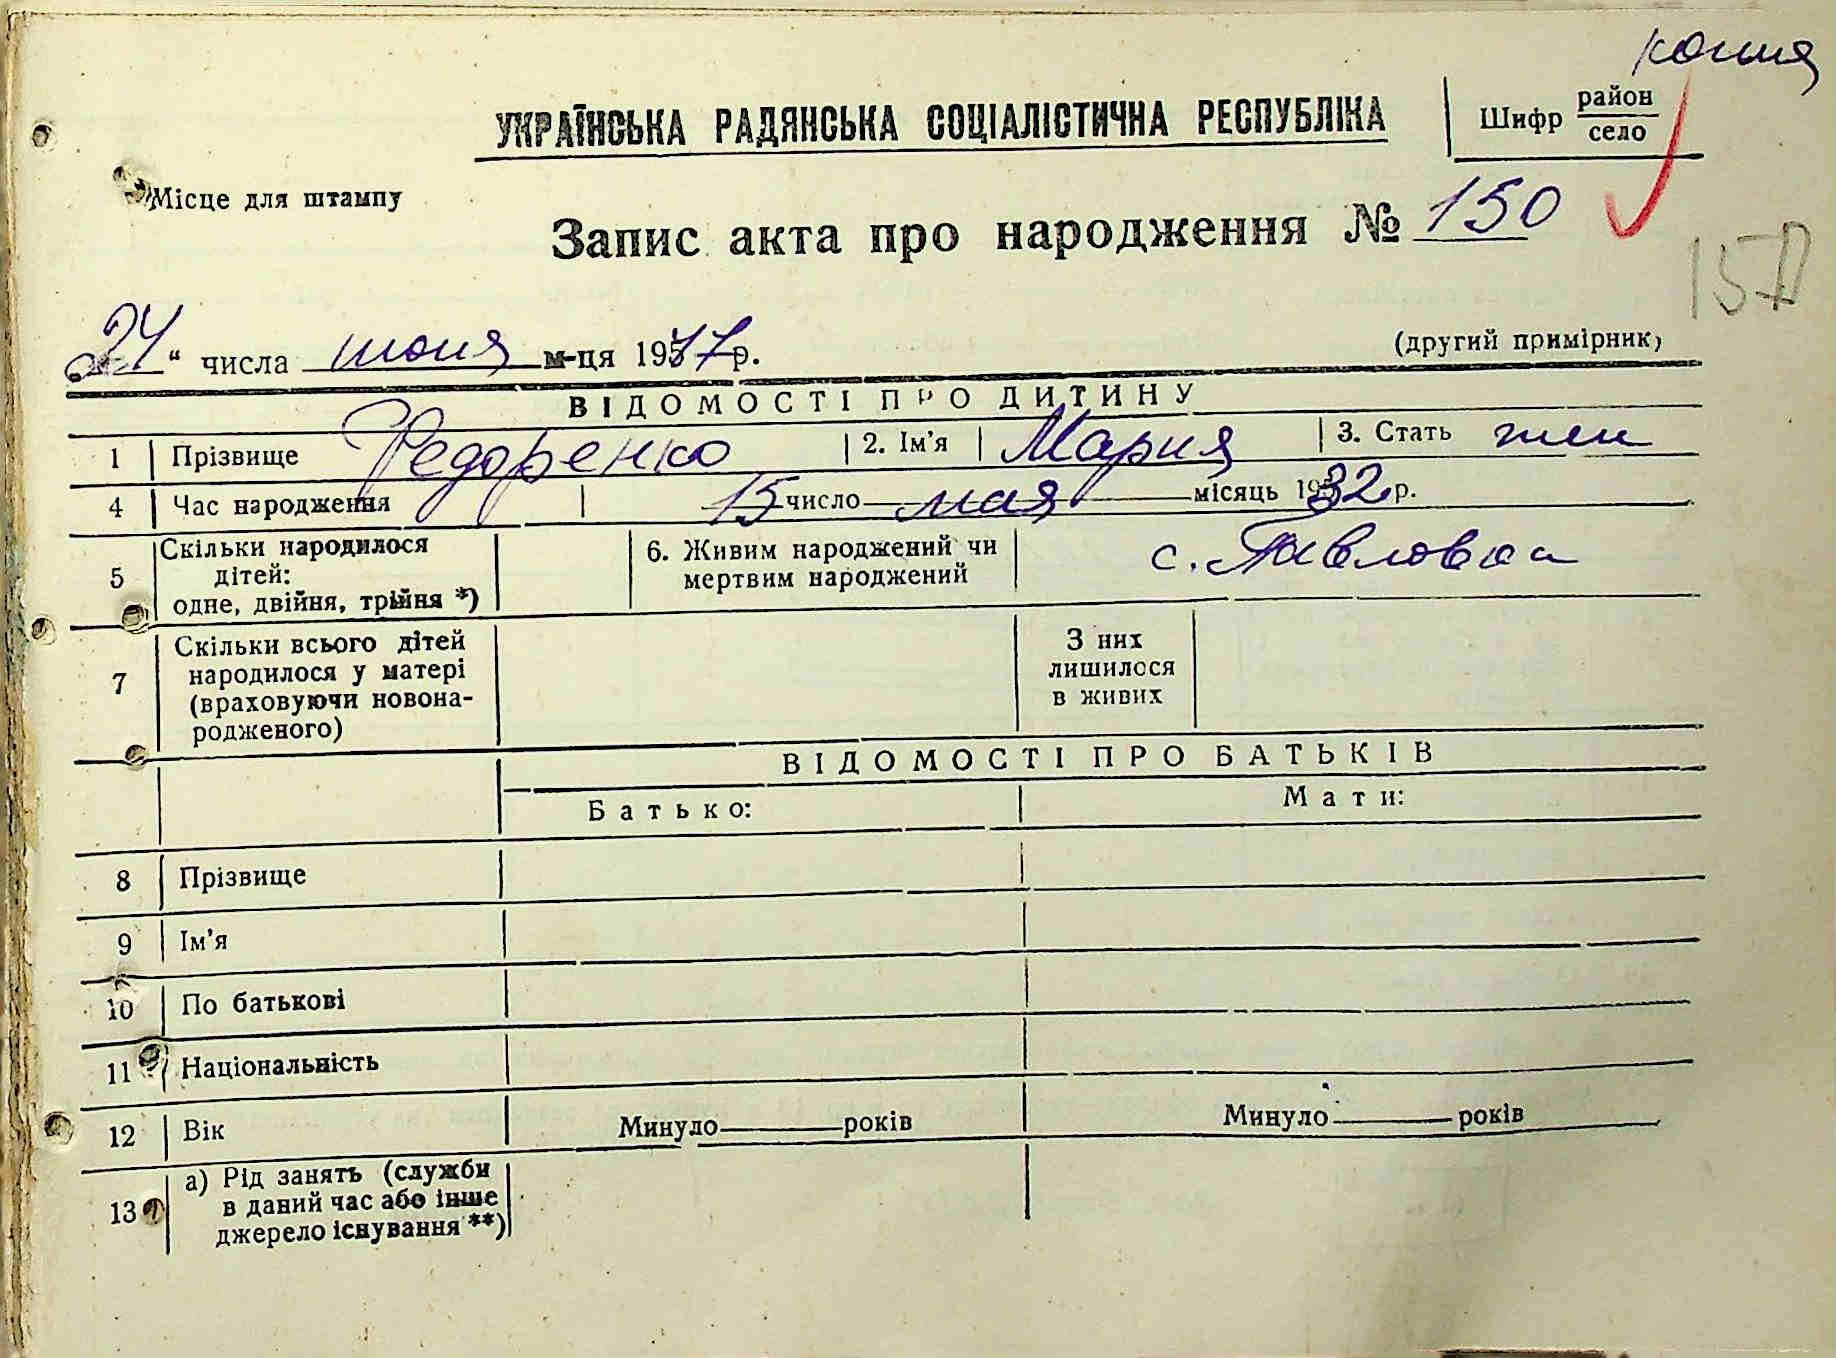 копия
УКРАЇНСЬКА РАДЯНСЬКА СОЦІАЛІСТИЧНА РЕСПУБЛІКА
Шифр район
село
Місце для штампу
Запис акта про народження № 150
150
24 “ числа июня м-ця 1947 р.
(другий примірник)
ВІДОМОСТІ ПРО ДИТИНУ
1 Прізвище Федоренко 2. Ім’я Мария 3. Стать жен
4 Час народження 15 число мая місяць 1932 р.
5 Скільки народилося дітей: одне, двійня, трійня *) 6. Живим народжений чи мертвим народжений с. Павловка
7 Скільки всього дітей народилося у матері (враховуючи новонародженого) З них лишилося в живих
ВІДОМОСТІ ПРО БАТЬКІВ
Батько: Мати:
8 Прізвище
9 Ім’я
10 По батькові
11 Національність
12 Вік Минуло років Минуло років
13 а) Рід занять (служби в даний час або інше джерело існування **)